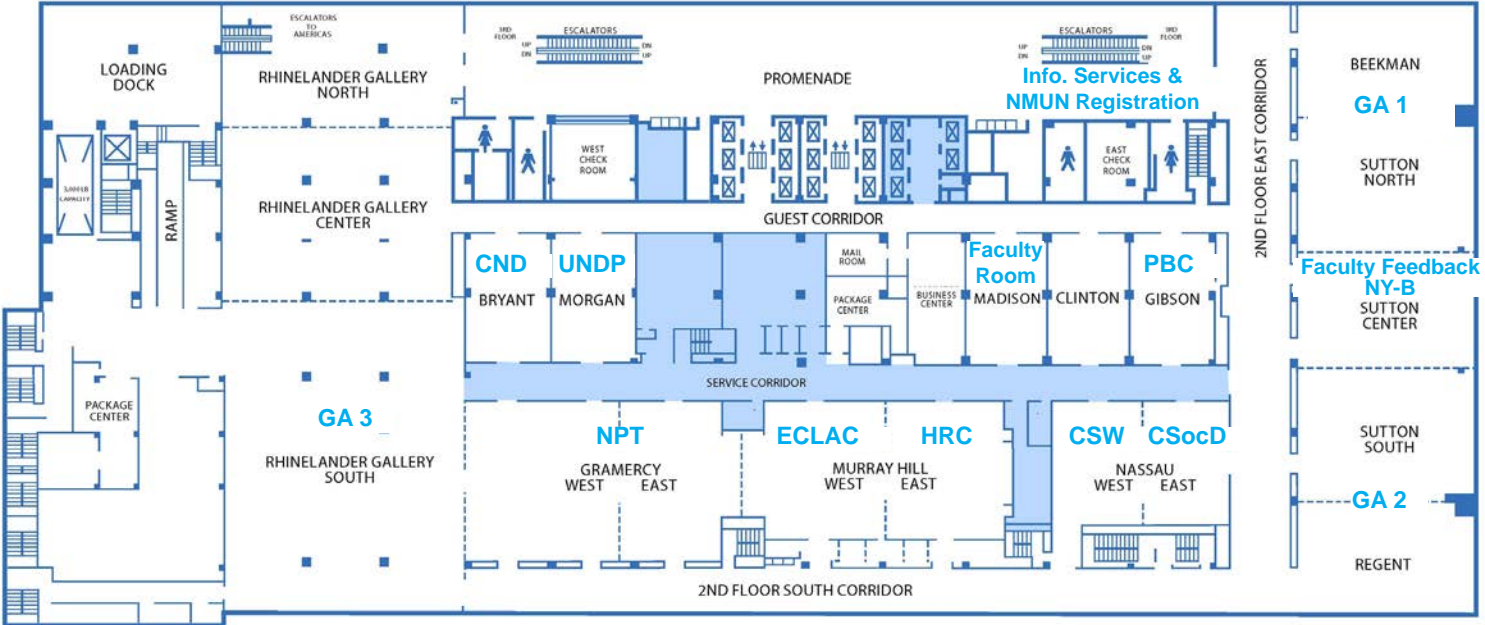 ESCALATORS
TO
AMERICAS
3RD
FLOOR
ESCALATORS
UP
DN
DN
UP
ESCALATORS
3RD
FLOOR
UP
DN
DN
UP
LOADING
DOCK
RHINELANDER GALLERY
NORTH
PROMENADE
Info. Services &
NMUN Registration
2ND FLOOR EAST CORRIDOR
BEEKMAN
GA 1
WEST
CHECK
ROOM
EAST
CHECK
ROOM
SUTTON
NORTH
CAPACITY
RAMP
RHINELANDER GALLERY
CENTER
GUEST CORRIDOR
CND
BRYANT
UNDP
MORGAN
MAIL
ROOM
PACKAGE
CENTER
BUSINESS
CENTER
Faculty
Room
MADISON
CLINTON
PBC
GIBSON
Faculty Feedback
NY-B
SUTTON
CENTER
SERVICE CORRIDOR
PACKAGE
CENTER
GA 3
RHINELANDER GALLERY
SOUTH
NPT
GRAMERCY
WEST EAST
ECLAC HRC
MURRAY HILL
WEST EAST
CSW CSocD
NASSAU
WEST EAST
SUTTON
SOUTH
GA 2
REGENT
2ND FLOOR SOUTH CORRIDOR